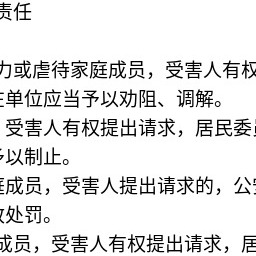 责任
力或虐待家庭成员，受害人有权
在单位应当予以劝阻、调解。
，受害人有权提出请求，居民委员
予以制止。
庭成员，受害人提出请求的，公安
政处罚。
成员，受害人有权提出请求，居